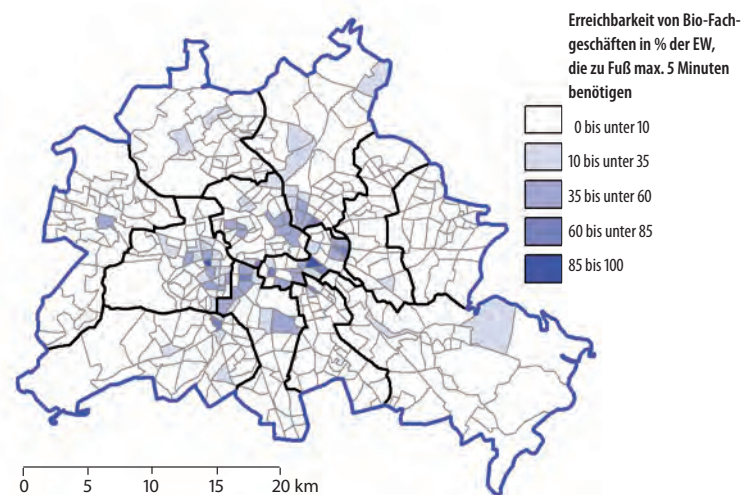 Erreichbarkeit von Bio-Fach-
geschäften in % der EW,
die zu Fuß max. 5 Minuten
benötigen
0 bis unter 10
10 bis unter 35
35 bis unter 60
60 bis unter 85
85 bis 100
0 5 10 15 20 km